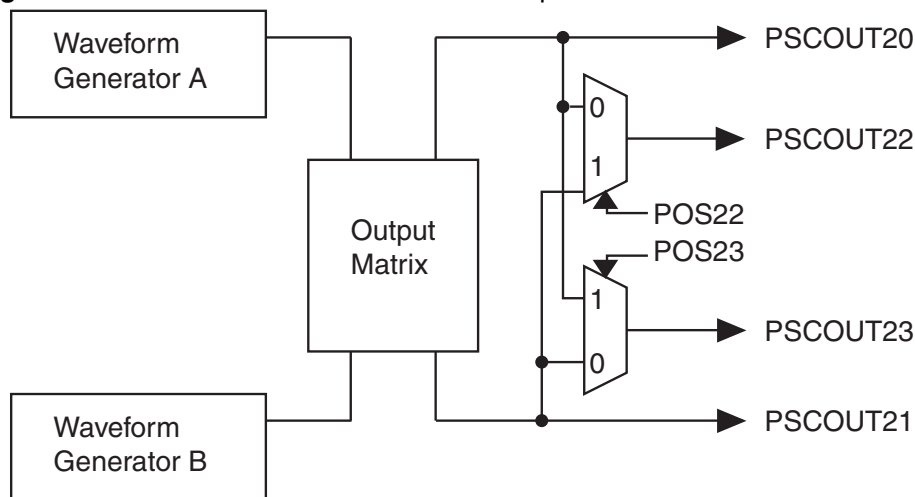 Waveform
Generator A
PSCOUT20
0
PSCOUT22
1
POS22
Output
Matrix
POS23
1
PSCOUT23
0
Waveform
Generator B
PSCOUT21